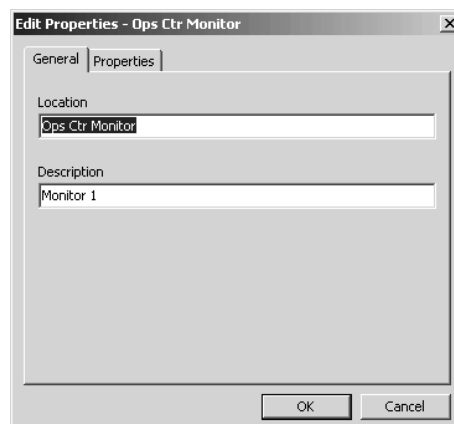 Edit Properties - Ops Ctr Monitor
General Properties
Location
Ops Ctr Monitor
Description
Monitor 1
OK Cancel